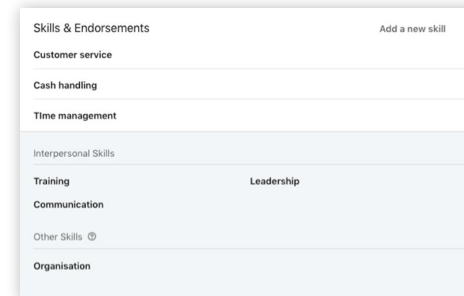 Skills & Endorsements Add a new skill
Customer service
Cash handling
TIme management
Interpersonal Skills
Training Leadership
Communication
Other Skills
Organisation